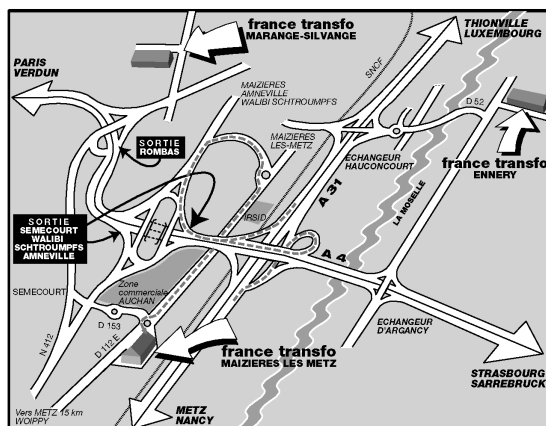 france transfo
MARANGE-SILVANGE
THIONVILLE
LUXEMBOURG
PARIS
VERDUN
SNCF
MAIZIERES
AMNEVILLE
WALIBI SCHTROUMPFS
D 52
MAIZIERES
LES-METZ
SORTIE
ROMBAS
ECHANGEUR
HAUCONCOURT
france transfo
ENNERY
A 31
IRSID
LA MOSELLE
SORTIE
SEMECOURT
WALIBI
SCHTROUMPFS
AMNEVILLE
A 4
SEMECOURT
Zone
commerciale
AUCHAN
D 153
N 412
D 112 E
ECHANGEUR
D'ARGANCY
france transfo
MAIZIERES LES METZ
STRASBOURG
SARREBRUCK
Vers METZ 15 km
WOIPPY
METZ
NANCY